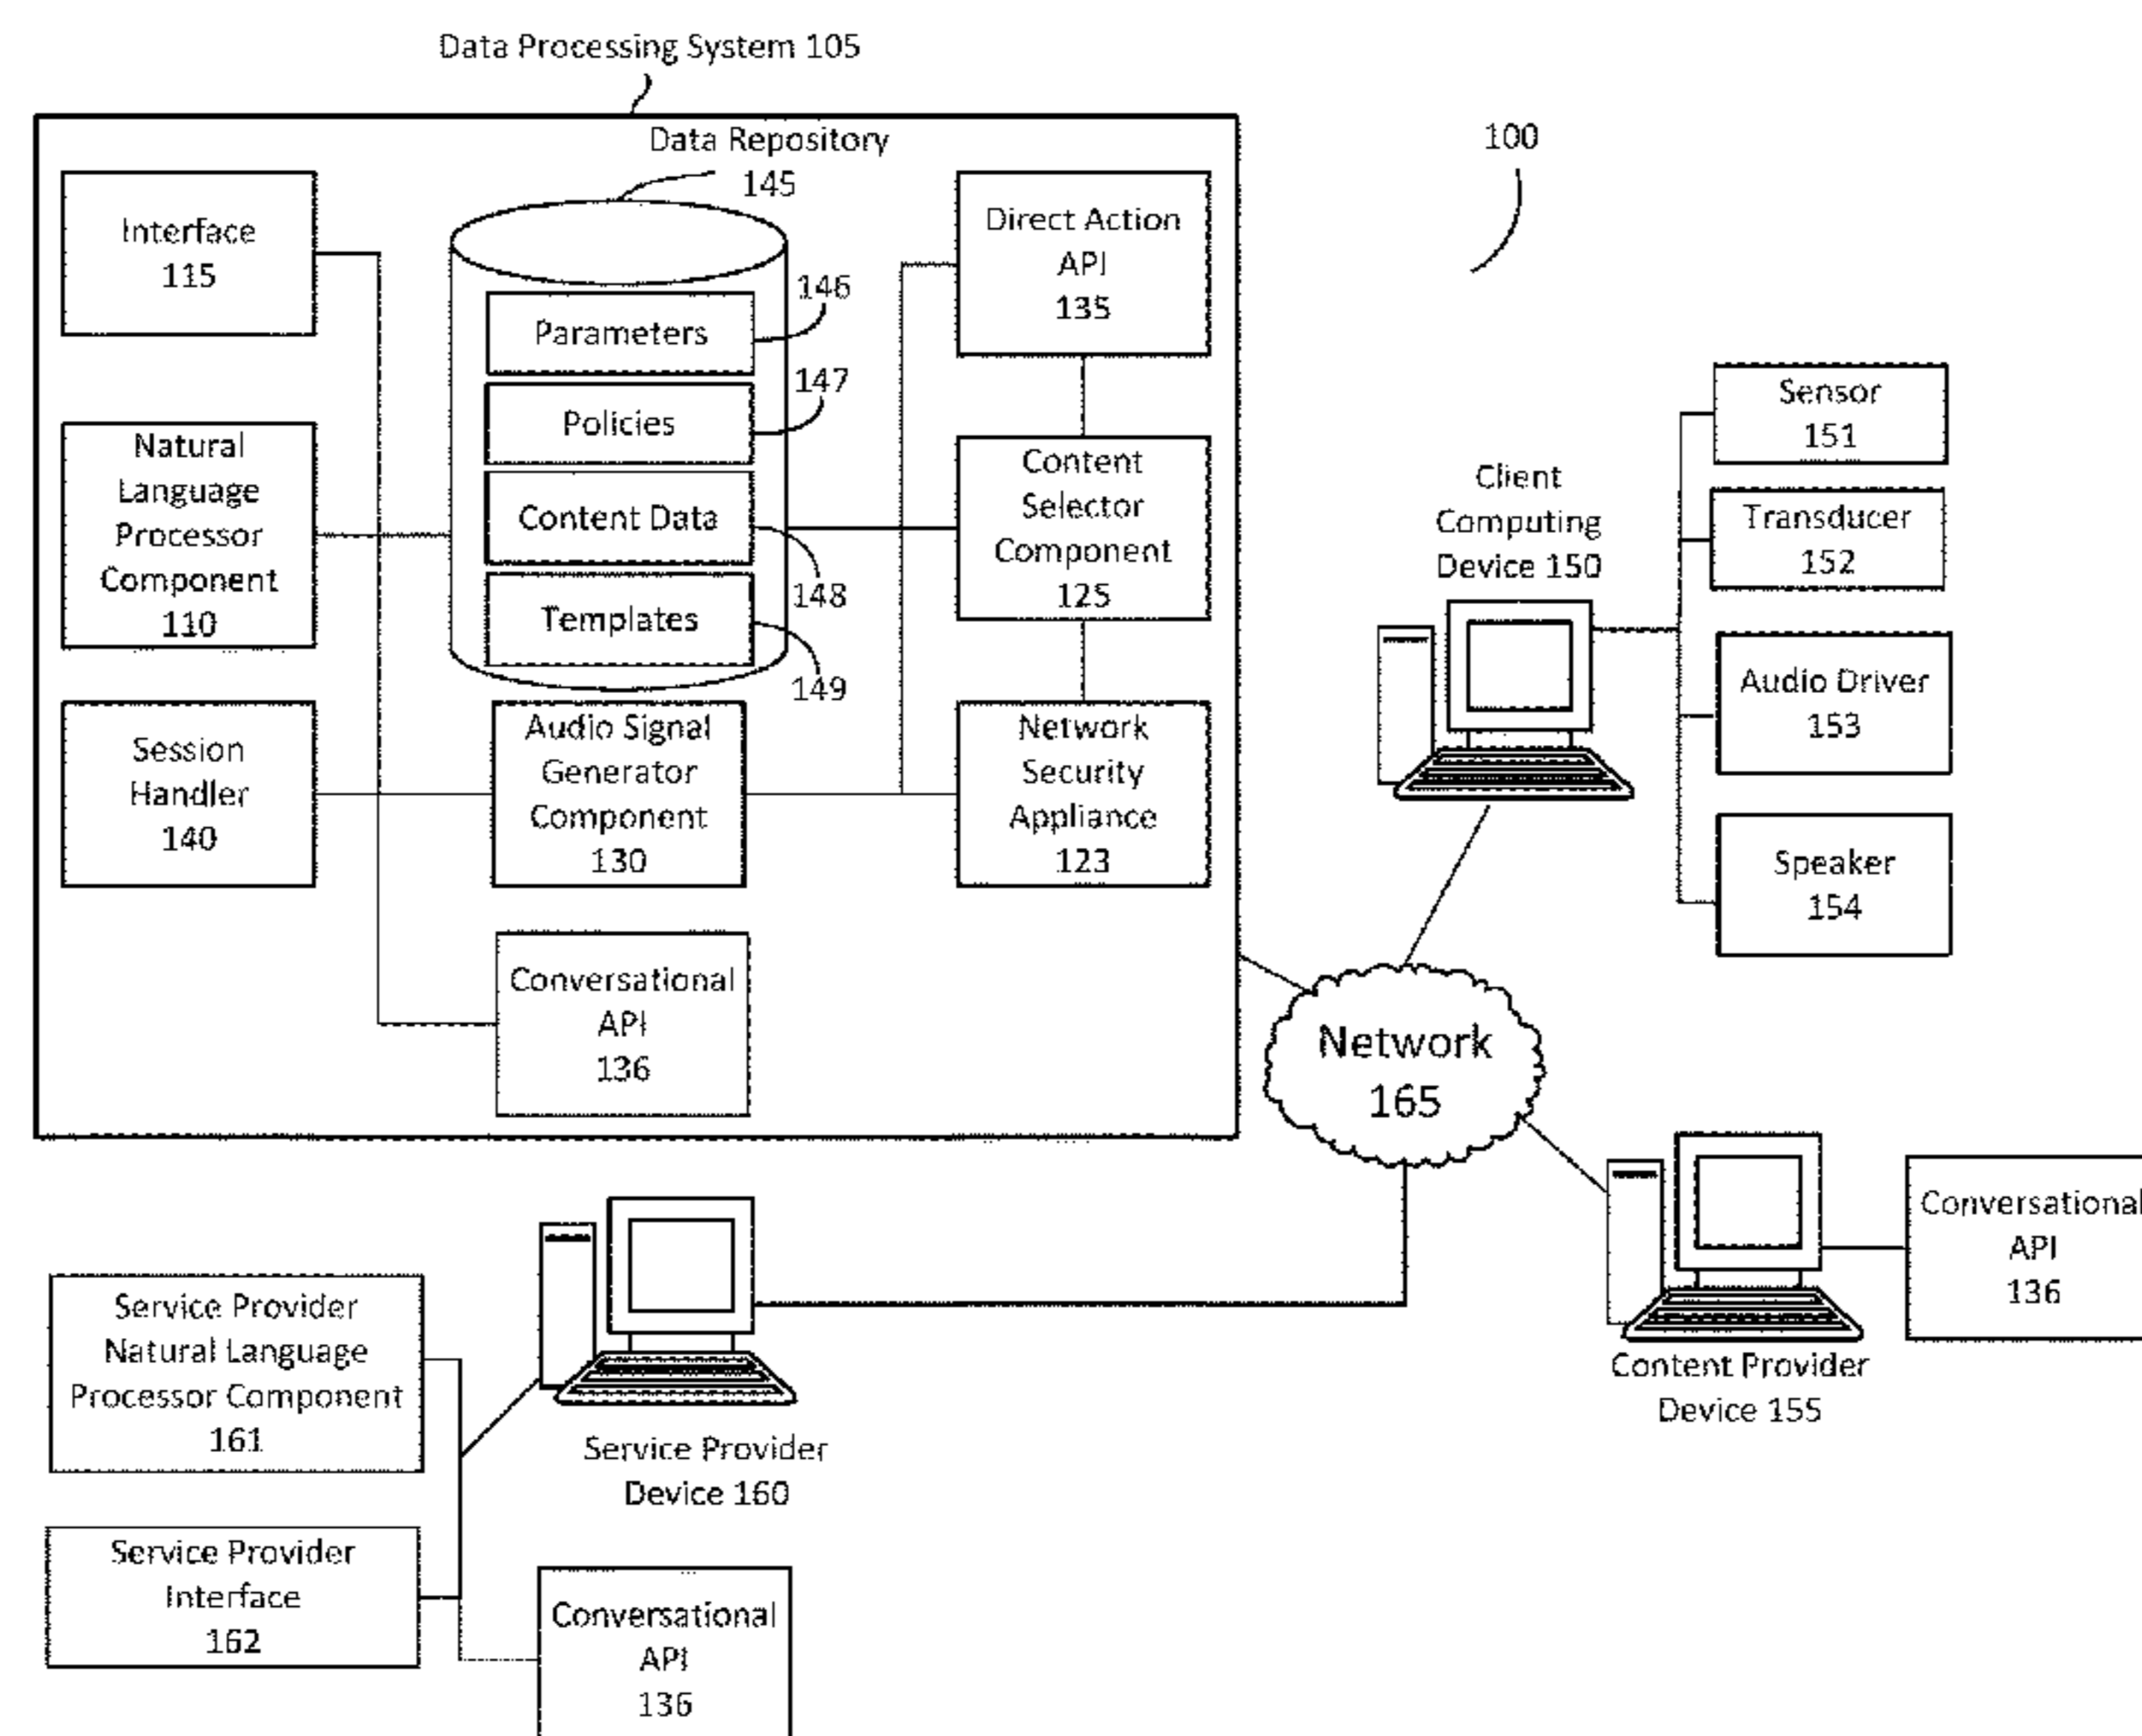 Data Processing System 105
100
Data Repository
145
Interface
115
146
Parameters
147
Policies
Content Data
148
Templates
149
Direct Action
API
135
Natural
Language
Processor
Component
110
Content
Selector
Component
125
Session
Handler
140
Audio Signal
Generator
Component
130
Network
Security
Appliance
123
Conversational
API
136
Client
Computing
Device 150
Sensor
151
Transducer
152
Audio Driver
153
Speaker
154
Network
165
Conversational
API
136
Content Provider
Device 155
Service Provider
Natural Language
Processor Component
161
Service Provider
Device 160
Service Provider
Interface
162
Conversational
API
136